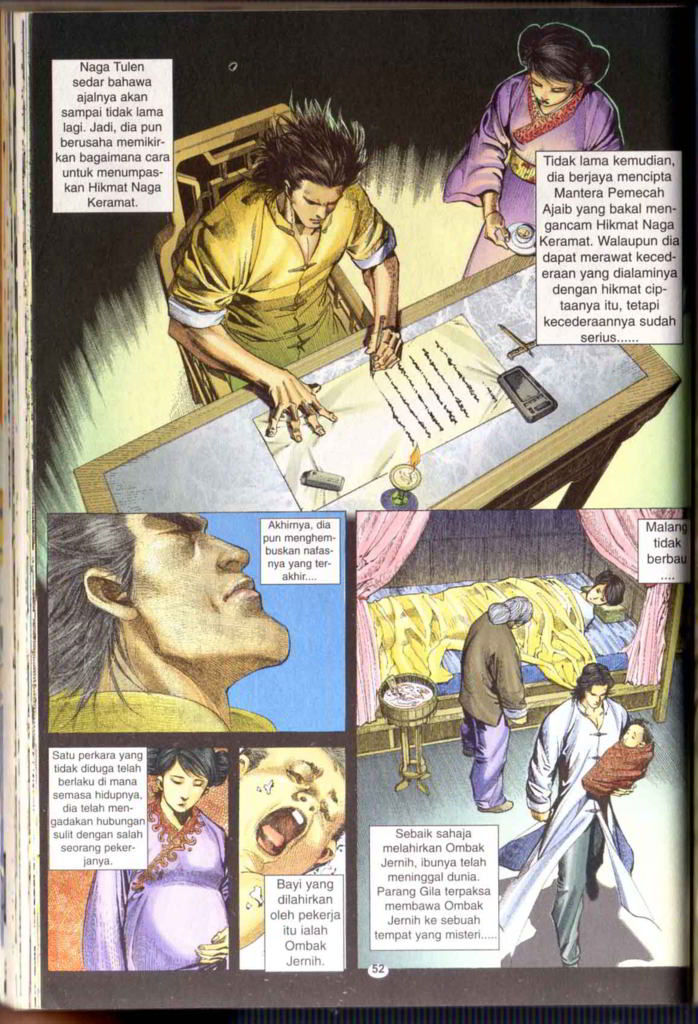 Naga Tulen
sedar bahawa
ajalnya akan
sampai tidak lama
lagi. Jadi, dia pun
berusaha memikir-
kan bagaimana cara
untuk menumpas-
kan Hikmat Naga
Keramat.
Tidak lama kemudian,
dia berjaya mencipta
Mantera Pemecah
Ajaib yang bakal men-
gancam Hikmat Naga
Keramat. Walaupun dia
dapat merawat keced-
eraan yang dialaminya
dengan hikmat cip-
taanya itu, tetapi
kecederaannya sudah
serius......
Akhirnya, dia
pun menghem-
buskan nafas-
nya yang ter-
akhir....
Malang
tidak
berbau
....
Satu perkara yang
tidak diduga telah
berlaku di mana
semasa hidupnya,
dia telah men-
gadakan hubungan
sulit dengan salah
seorang peker-
janya.
Bayi yang
dilahirkan
oleh pekerja
itu ialah
Ombak
Jernih.
Sebaik sahaja
melahirkan Ombak
Jernih, ibunya telah
meninggal dunia.
Parang Gila terpaksa
membawa Ombak
Jernih ke sebuah
tempat yang misteri.....
52